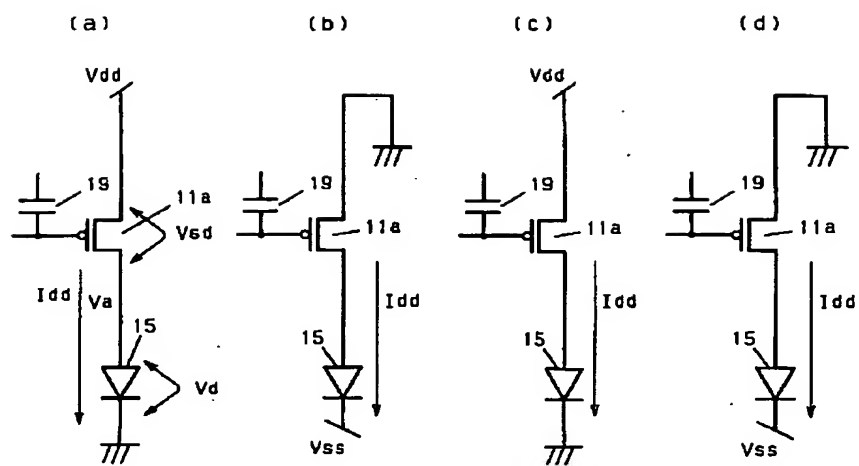 (a) (b) (c) (d)
Vdd Vdd
19 19 19 19
11a 11a 11a 11a
Vsd
Idd Va Idd Idd Idd
15 15 15 15
Vd
Vss Vss